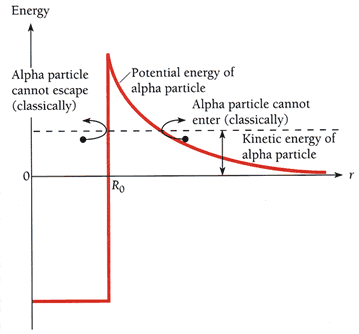 Energy
Alpha particle
cannot escape
(classically)
Potential energy of
alpha particle
Alpha particle cannot
enter (classically)
Kinetic energy of
alpha particle
0
R₀
r